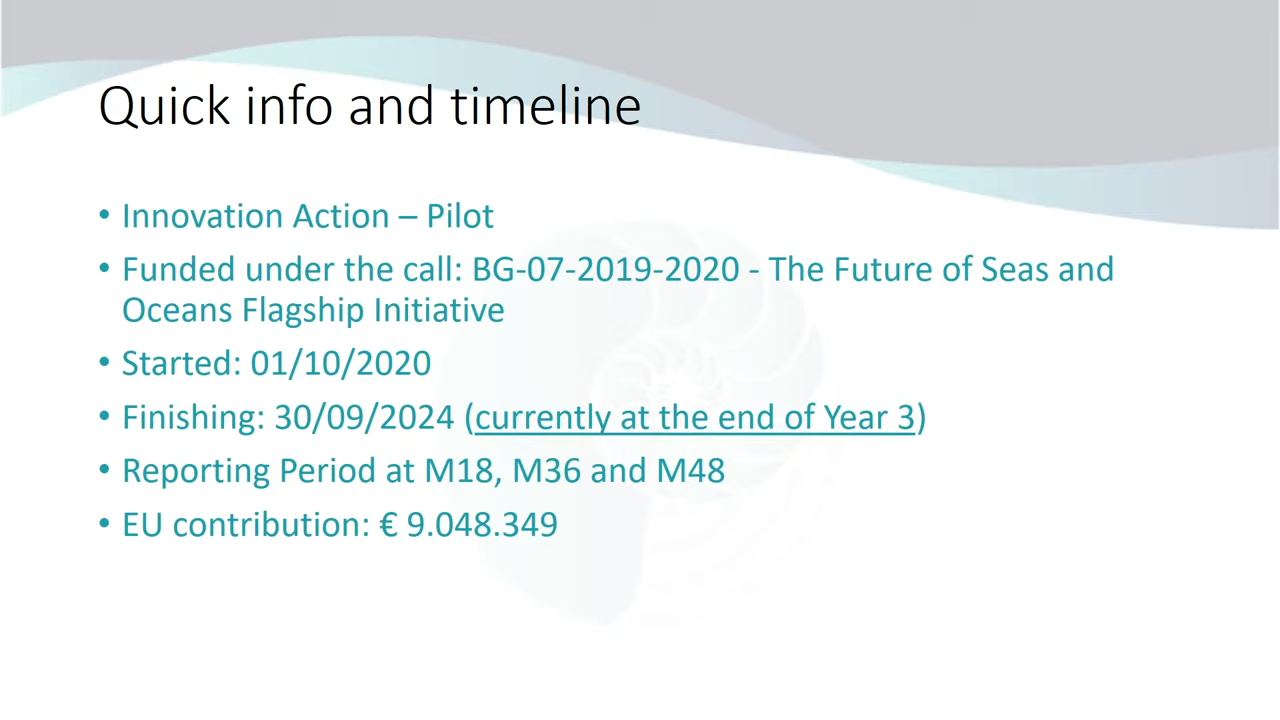 Quick info and timeline
• Innovation Action – Pilot
• Funded under the call: BG-07-2019-2020 - The Future of Seas and
Oceans Flagship Initiative
• Started: 01/10/2020
• Finishing: 30/09/2024 (currently at the end of Year 3)
• Reporting Period at M18, M36 and M48
• EU contribution: € 9.048.349